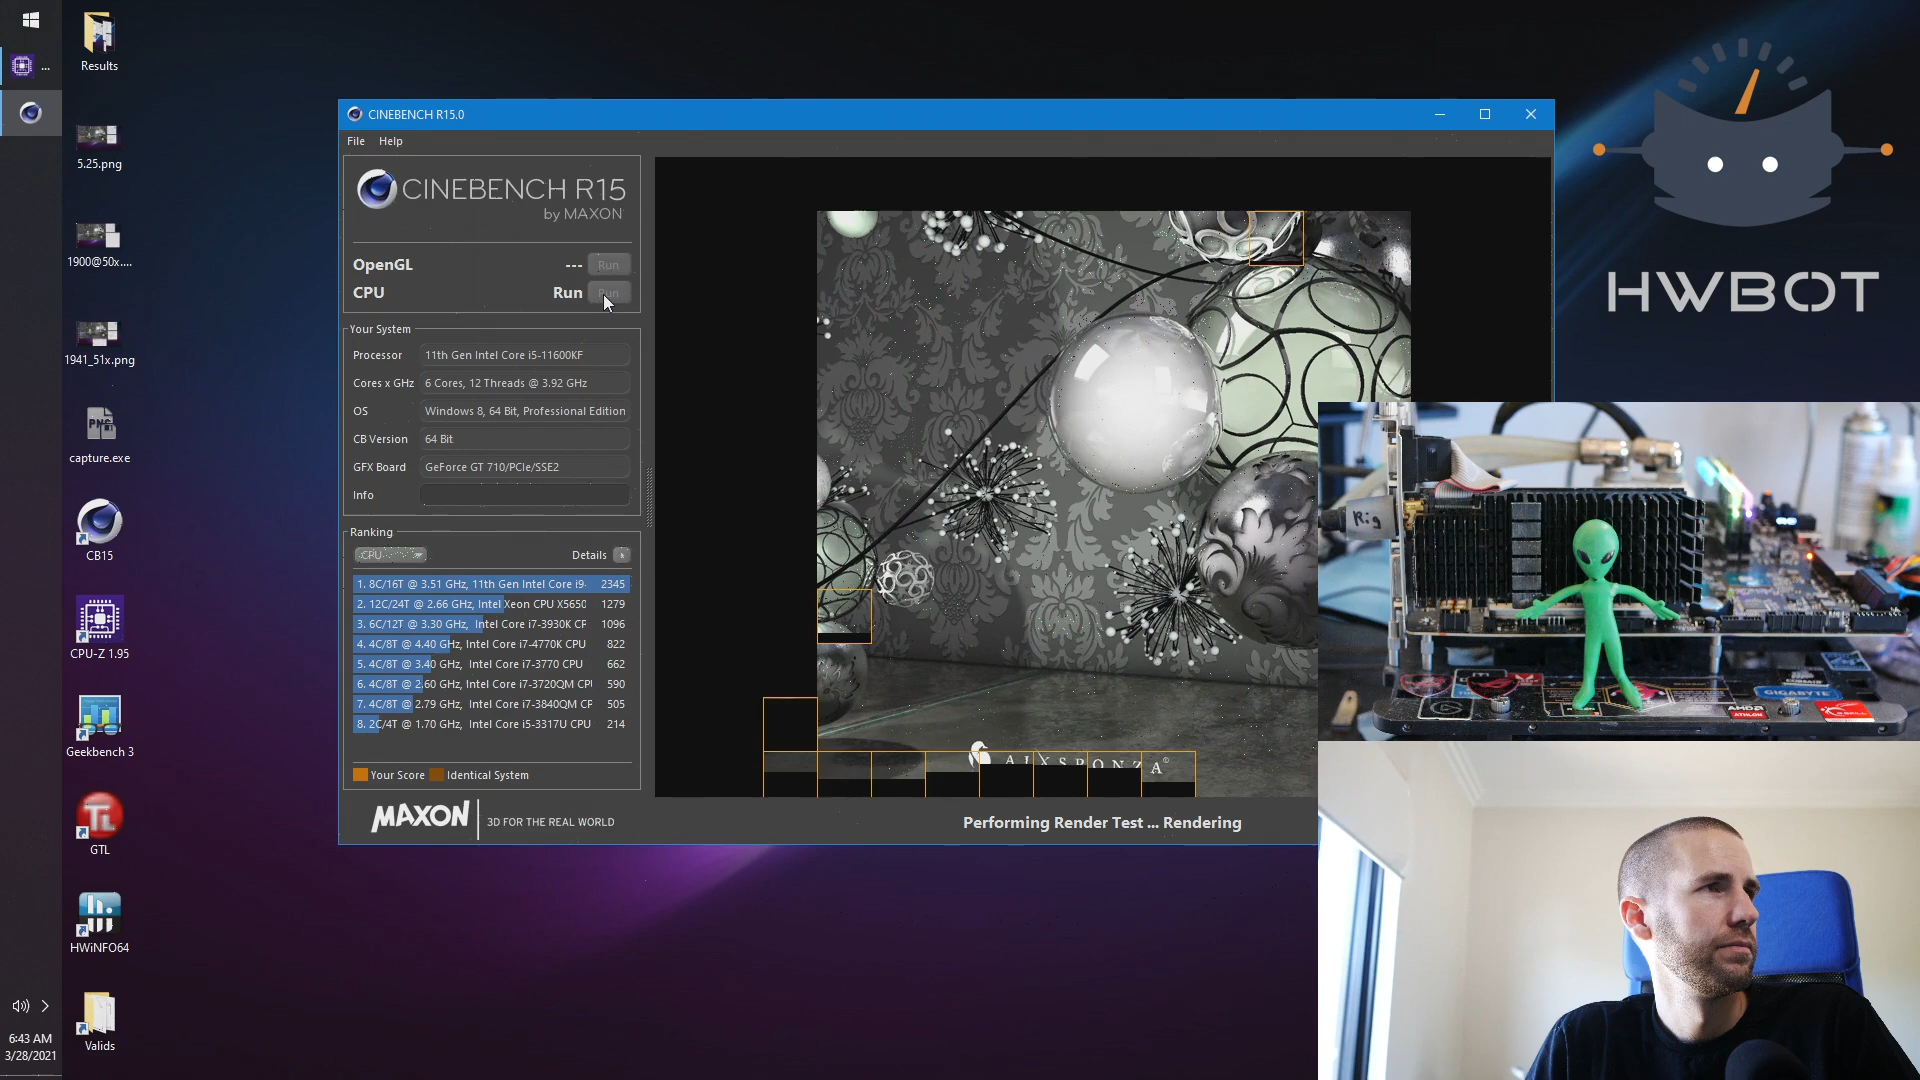 Results
5.25.png
1900@50x....
1941_51x.png
capture.exe
CB15
CPU-Z 1.95
Geekbench 3
GTL
HWiNFO64
Valids
...
6:43 AM
3/28/2021
CINEBENCH R15.0
File Help
CINEBENCH R15
by MAXON
OpenGL --- Run
CPU Run Run
Your System
Processor 11th Gen Intel Core i5-11600KF
Cores x GHz 6 Cores, 12 Threads @ 3.92 GHz
OS Windows 8, 64 Bit, Professional Edition
CB Version 64 Bit
GFX Board GeForce GT 710/PCIe/SSE2
Info
Ranking
CPU Details
1. 8C/16T @ 3.51 GHz, 11th Gen Intel Core i9- 2345
2. 12C/24T @ 2.66 GHz, Intel Xeon CPU X5650 1279
3. 6C/12T @ 3.30 GHz, Intel Core i7-3930K CP 1096
4. 4C/8T @ 4.40 GHz, Intel Core i7-4770K CPU 822
5. 4C/8T @ 3.40 GHz, Intel Core i7-3770 CPU 662
6. 4C/8T @ 2.60 GHz, Intel Core i7-3720QM CPU 590
7. 4C/8T @ 2.79 GHz, Intel Core i7-3840QM CP 505
8. 2C/4T @ 1.70 GHz, Intel Core i5-3317U CPU 214
Your Score Identical System
MAXON 3D FOR THE REAL WORLD
Performing Render Test ... Rendering
HWBOT
Rig
GIGABYTE
AMD
ATHLON